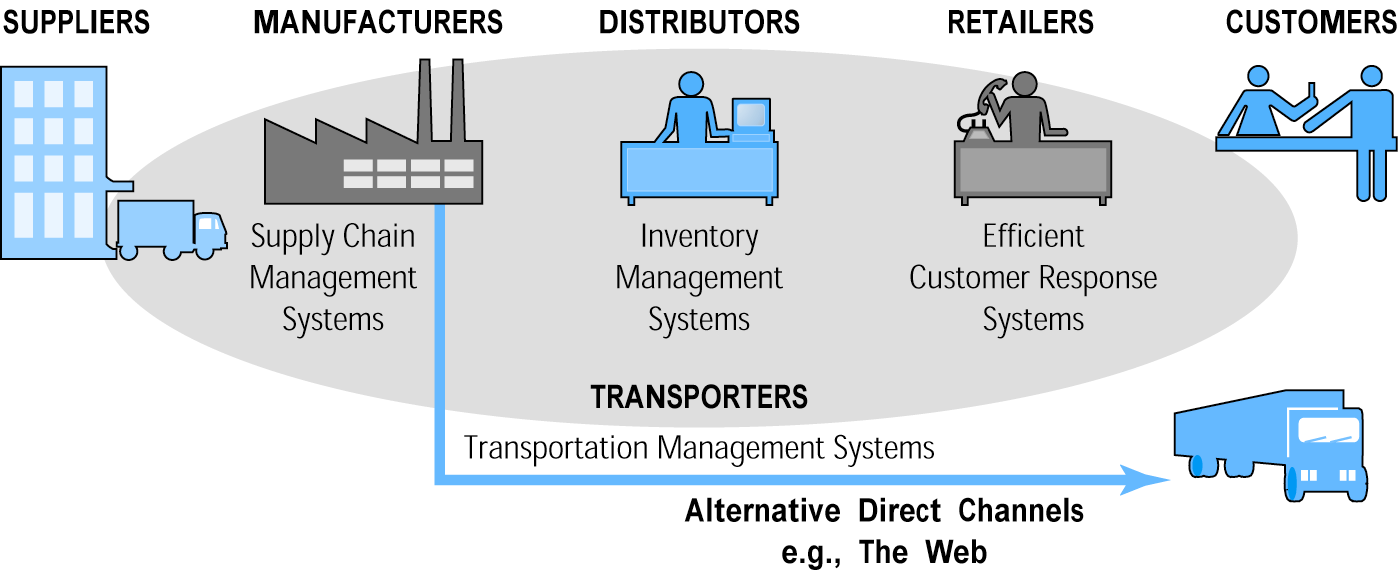 SUPPLIERS
MANUFACTURERS
DISTRIBUTORS
RETAILERS
CUSTOMERS
Supply Chain
Management
Systems
Inventory
Management
Systems
Efficient
Customer Response
Systems
TRANSPORTERS
Transportation Management Systems
Alternative Direct Channels
e.g., The Web